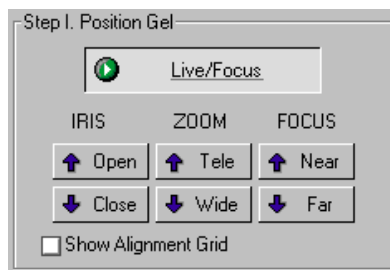 Step I. Position Gel
Live/Focus
IRIS ZOOM FOCUS
Open Tele Near
Close Wide Far
Show Alignment Grid